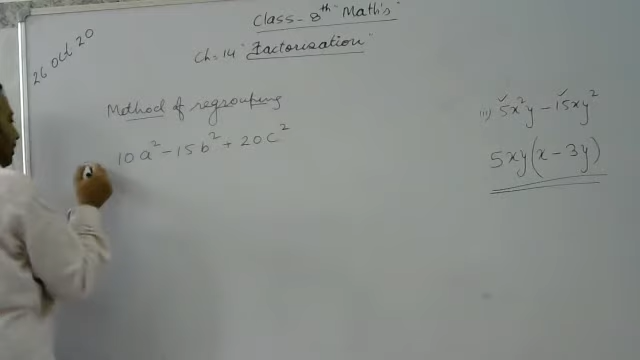 Class - 8th Math's
26 Oct 20
Ch:14 "Factorisation"
Method of regrouping
10a² - 15b² + 20c²
iii) 5x²y - 15xy²
5xy(x - 3y)